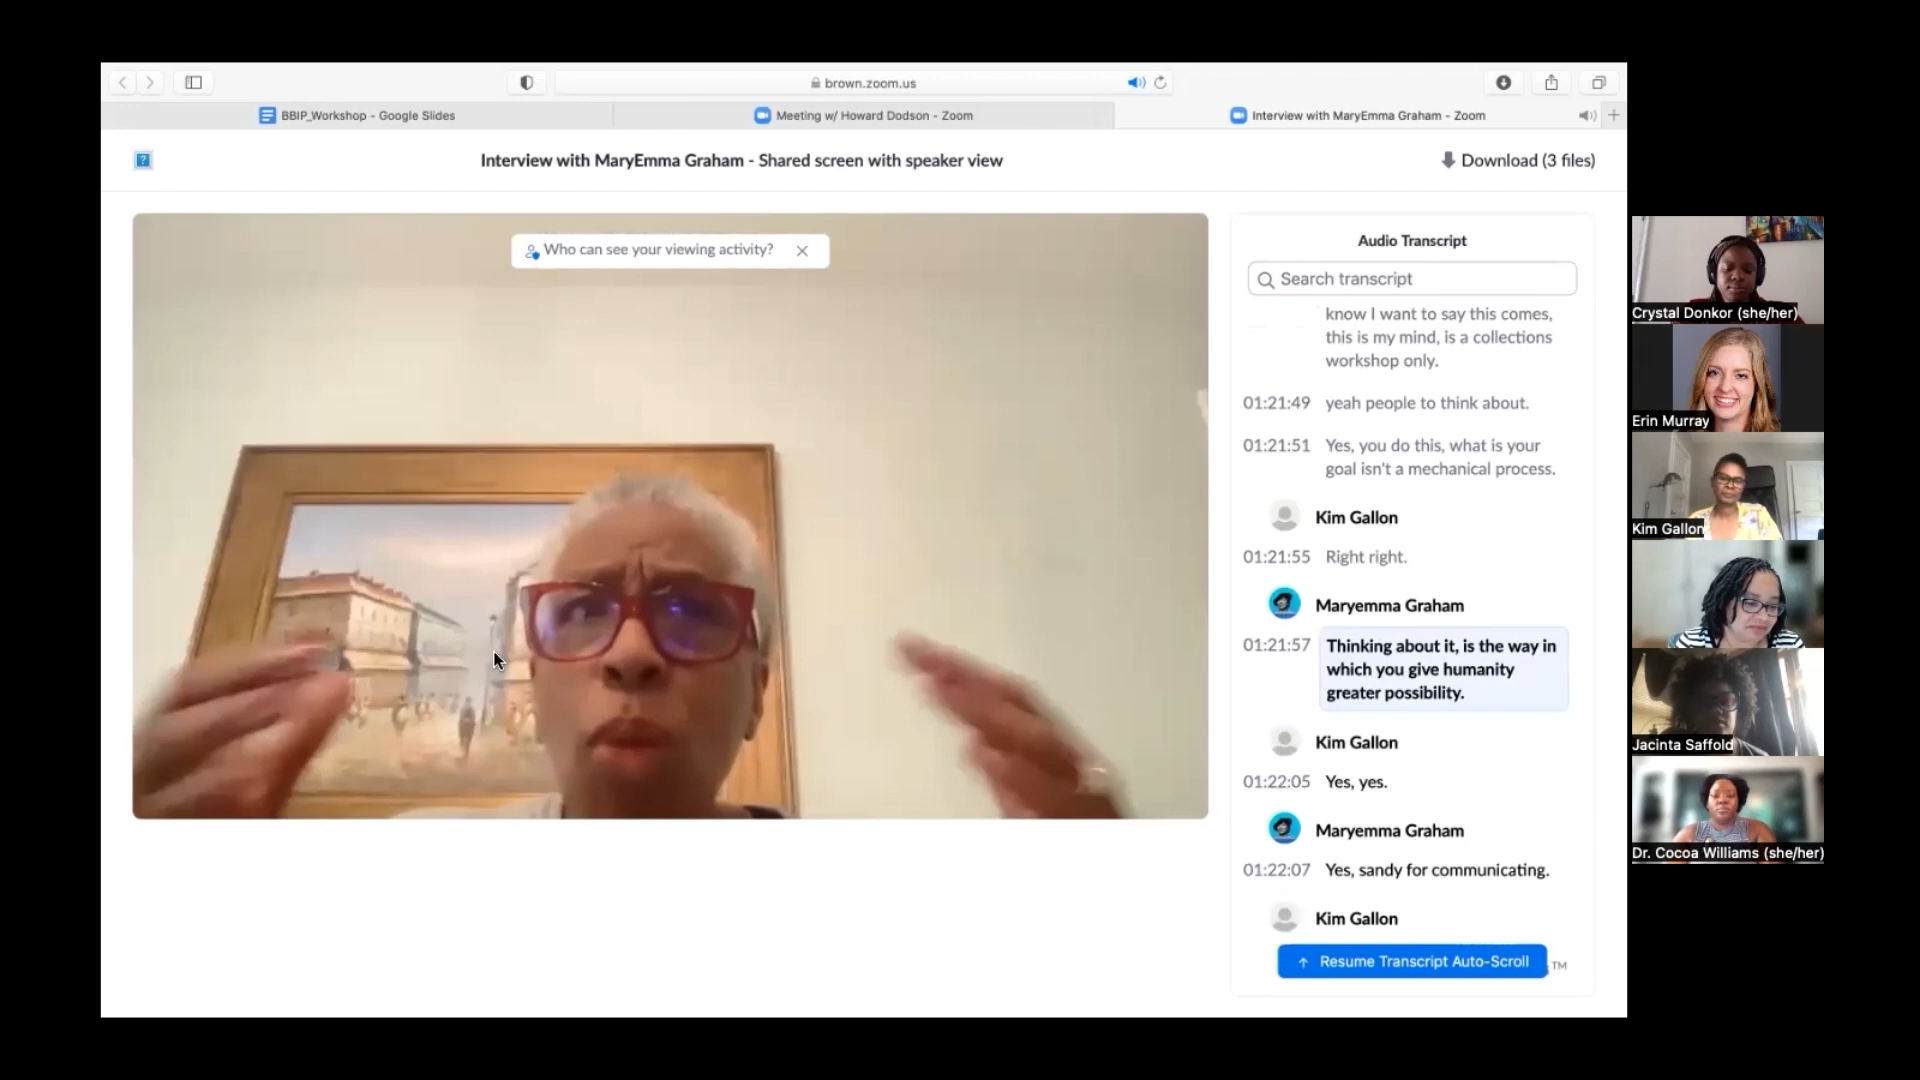 brown.zoom.us
BBIP_Workshop - Google Slides
Meeting w/ Howard Dodson - Zoom
Interview with MaryEmma Graham - Zoom
?
Interview with MaryEmma Graham - Shared screen with speaker view
Download (3 files)
Who can see your viewing activity?
Audio Transcript
Search transcript
know I want to say this comes,
this is my mind, is a collections
workshop only.
01:21:49 yeah people to think about.
01:21:51 Yes, you do this, what is your
goal isn't a mechanical process.
Kim Gallon
01:21:55 Right right.
Maryemma Graham
01:21:57 Thinking about it, is the way in
which you give humanity
greater possibility.
Kim Gallon
01:22:05 Yes, yes.
Maryemma Graham
01:22:07 Yes, sandy for communicating.
Kim Gallon
Resume Transcript Auto-Scroll
TM
Crystal Donkor (she/her)
Erin Murray
Kim Gallon
Jacinta Saffold
Dr. Cocoa Williams (she/her)